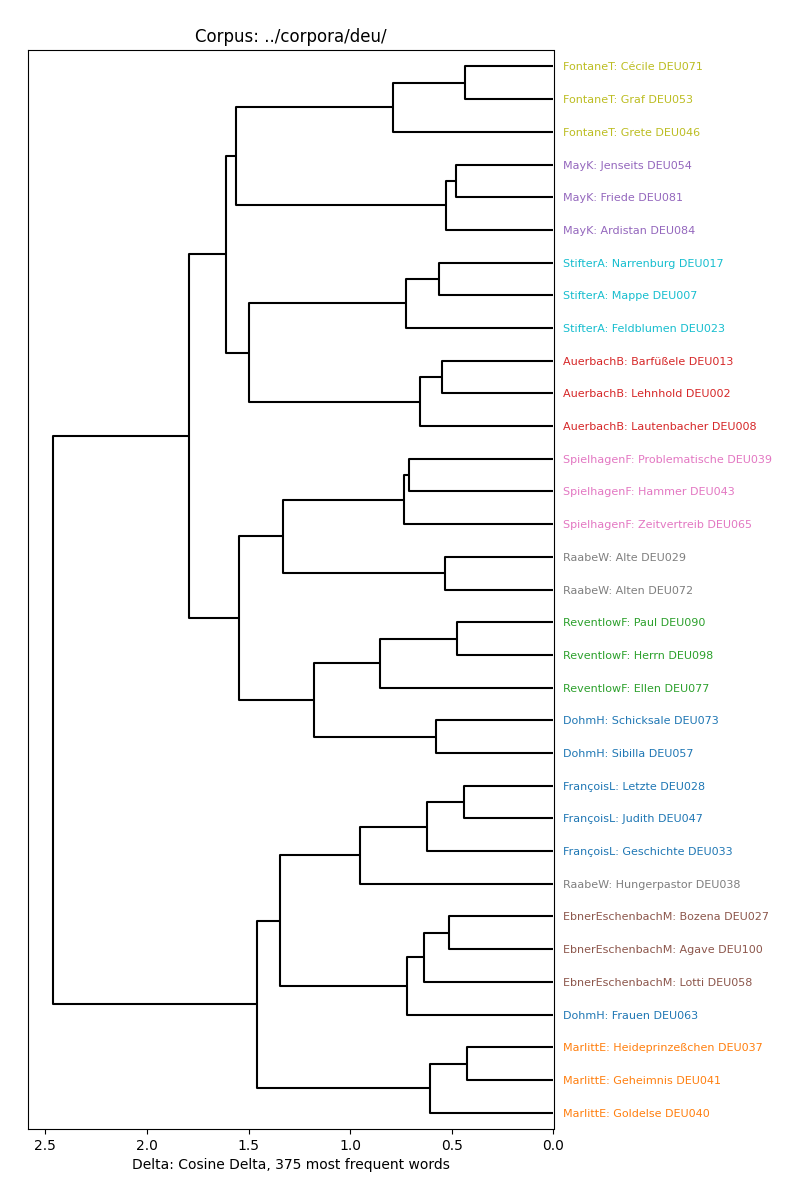 Corpus: ../corpora/deu/
FontaneT: Cécile DEU071
FontaneT: Graf DEU053
FontaneT: Grete DEU046
MayK: Jenseits DEU054
MayK: Friede DEU081
MayK: Ardistan DEU084
StifterA: Narrenburg DEU017
StifterA: Mappe DEU007
StifterA: Feldblumen DEU023
AuerbachB: Barfüßele DEU013
AuerbachB: Lehnhold DEU002
AuerbachB: Lautenbacher DEU008
SpielhagenF: Problematische DEU039
SpielhagenF: Hammer DEU043
SpielhagenF: Zeitvertreib DEU065
RaabeW: Alte DEU029
RaabeW: Alten DEU072
ReventlowF: Paul DEU090
ReventlowF: Herrn DEU098
ReventlowF: Ellen DEU077
DohmH: Schicksale DEU073
DohmH: Sibilla DEU057
FrançoisL: Letzte DEU028
FrançoisL: Judith DEU047
FrançoisL: Geschichte DEU033
RaabeW: Hungerpastor DEU038
EbnerEschenbachM: Bozena DEU027
EbnerEschenbachM: Agave DEU100
EbnerEschenbachM: Lotti DEU058
DohmH: Frauen DEU063
MarlittE: Heideprinzeßchen DEU037
MarlittE: Geheimnis DEU041
MarlittE: Goldelse DEU040
2.5 2.0 1.5 1.0 0.5 0.0
Delta: Cosine Delta, 375 most frequent words